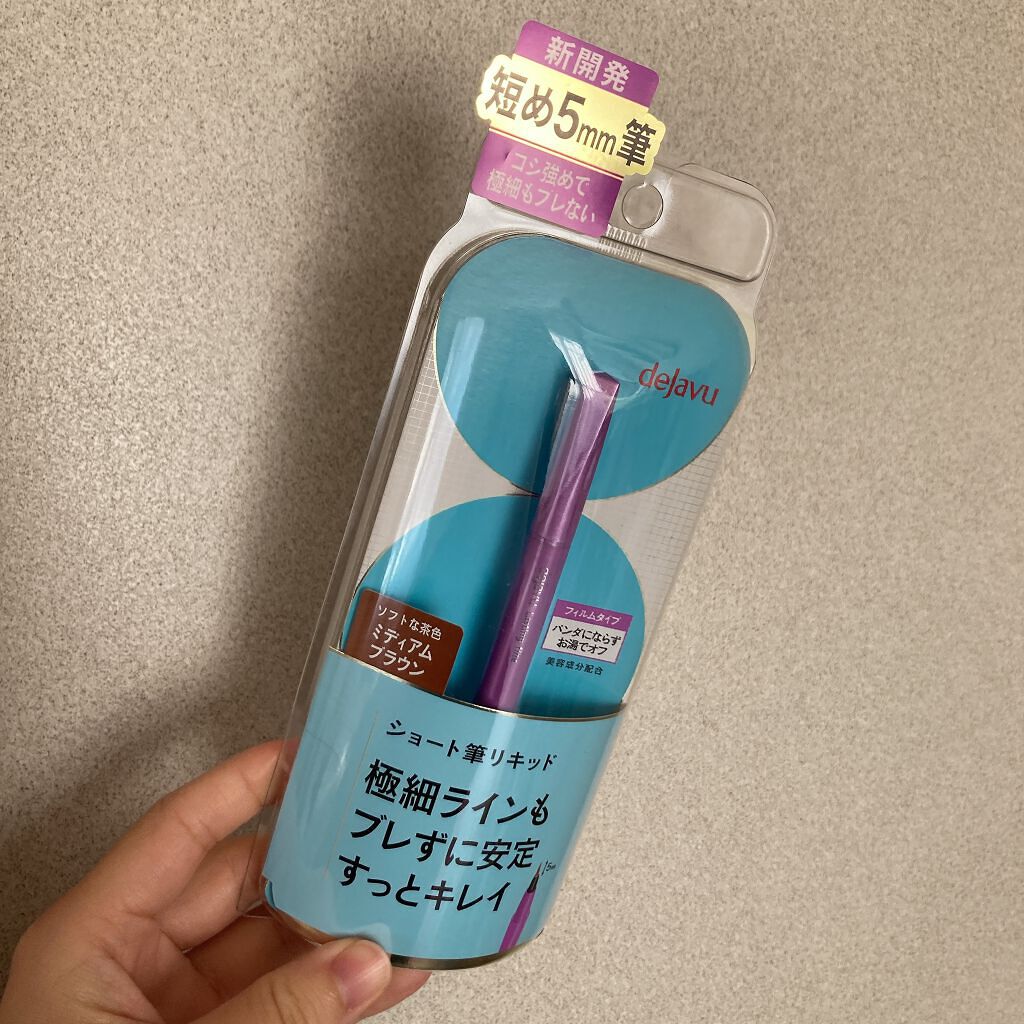 新開発
短め5mm筆
コシ強めで
極細もブレない
dejavu
ソフトな茶色
ミディアム
ブラウン
フィルムタイプ
パンダにならず
お湯でオフ
美容成分配合
ショート筆リキッド
極細ラインも
ブレずに安定
すっとキレイ
5mm